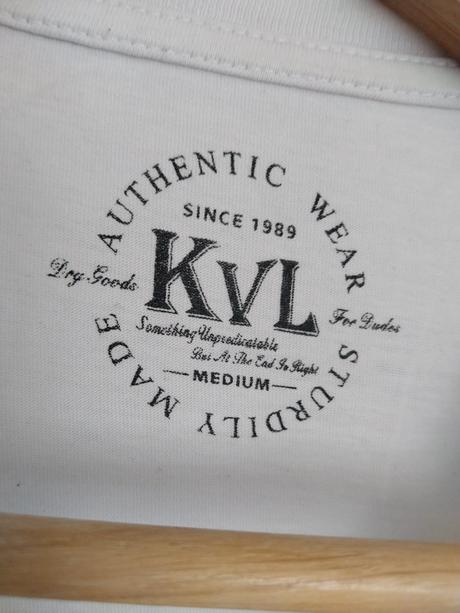 AUTHENTIC WEAR
SINCE 1989
KVL
Dry Goods
For Dudes
Something Unpredicatable
But At The End Is Right
MEDIUM
STURDILY MADE